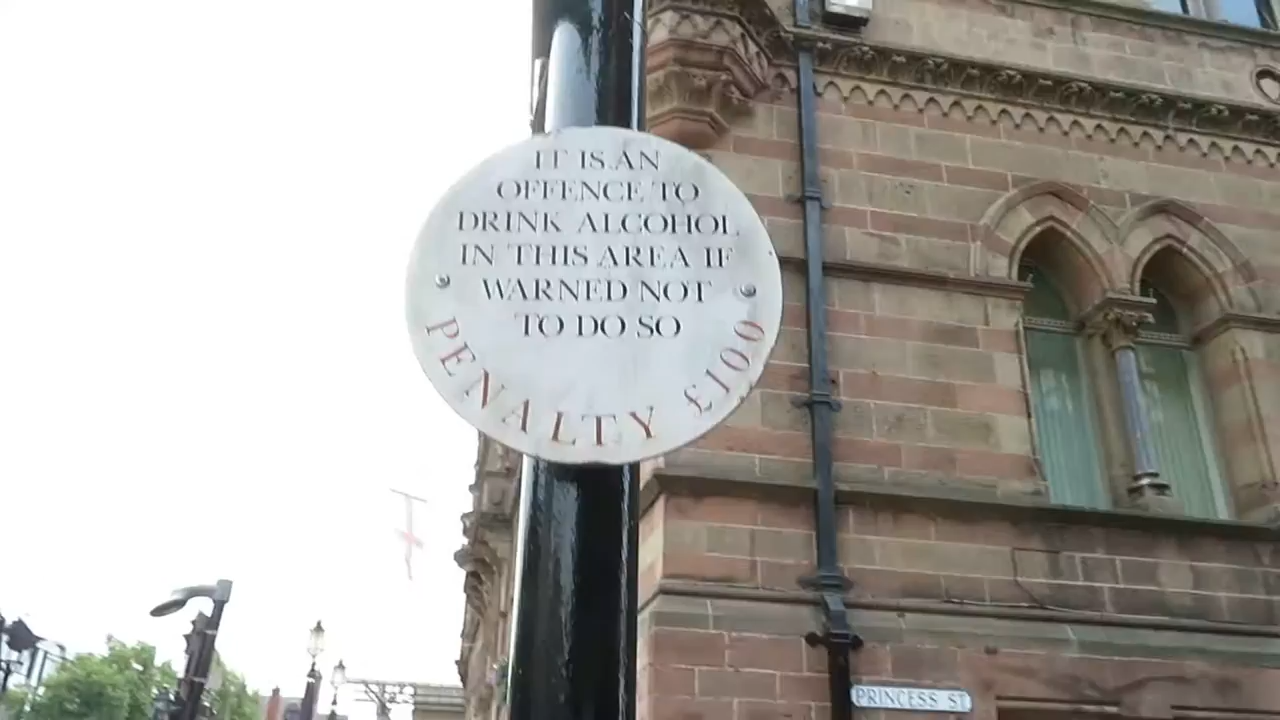 IT IS AN
OFFENCE TO
DRINK ALCOHOL
IN THIS AREA IF
WARNED NOT
TO DO SO
PENALTY £100
PRINCESS ST